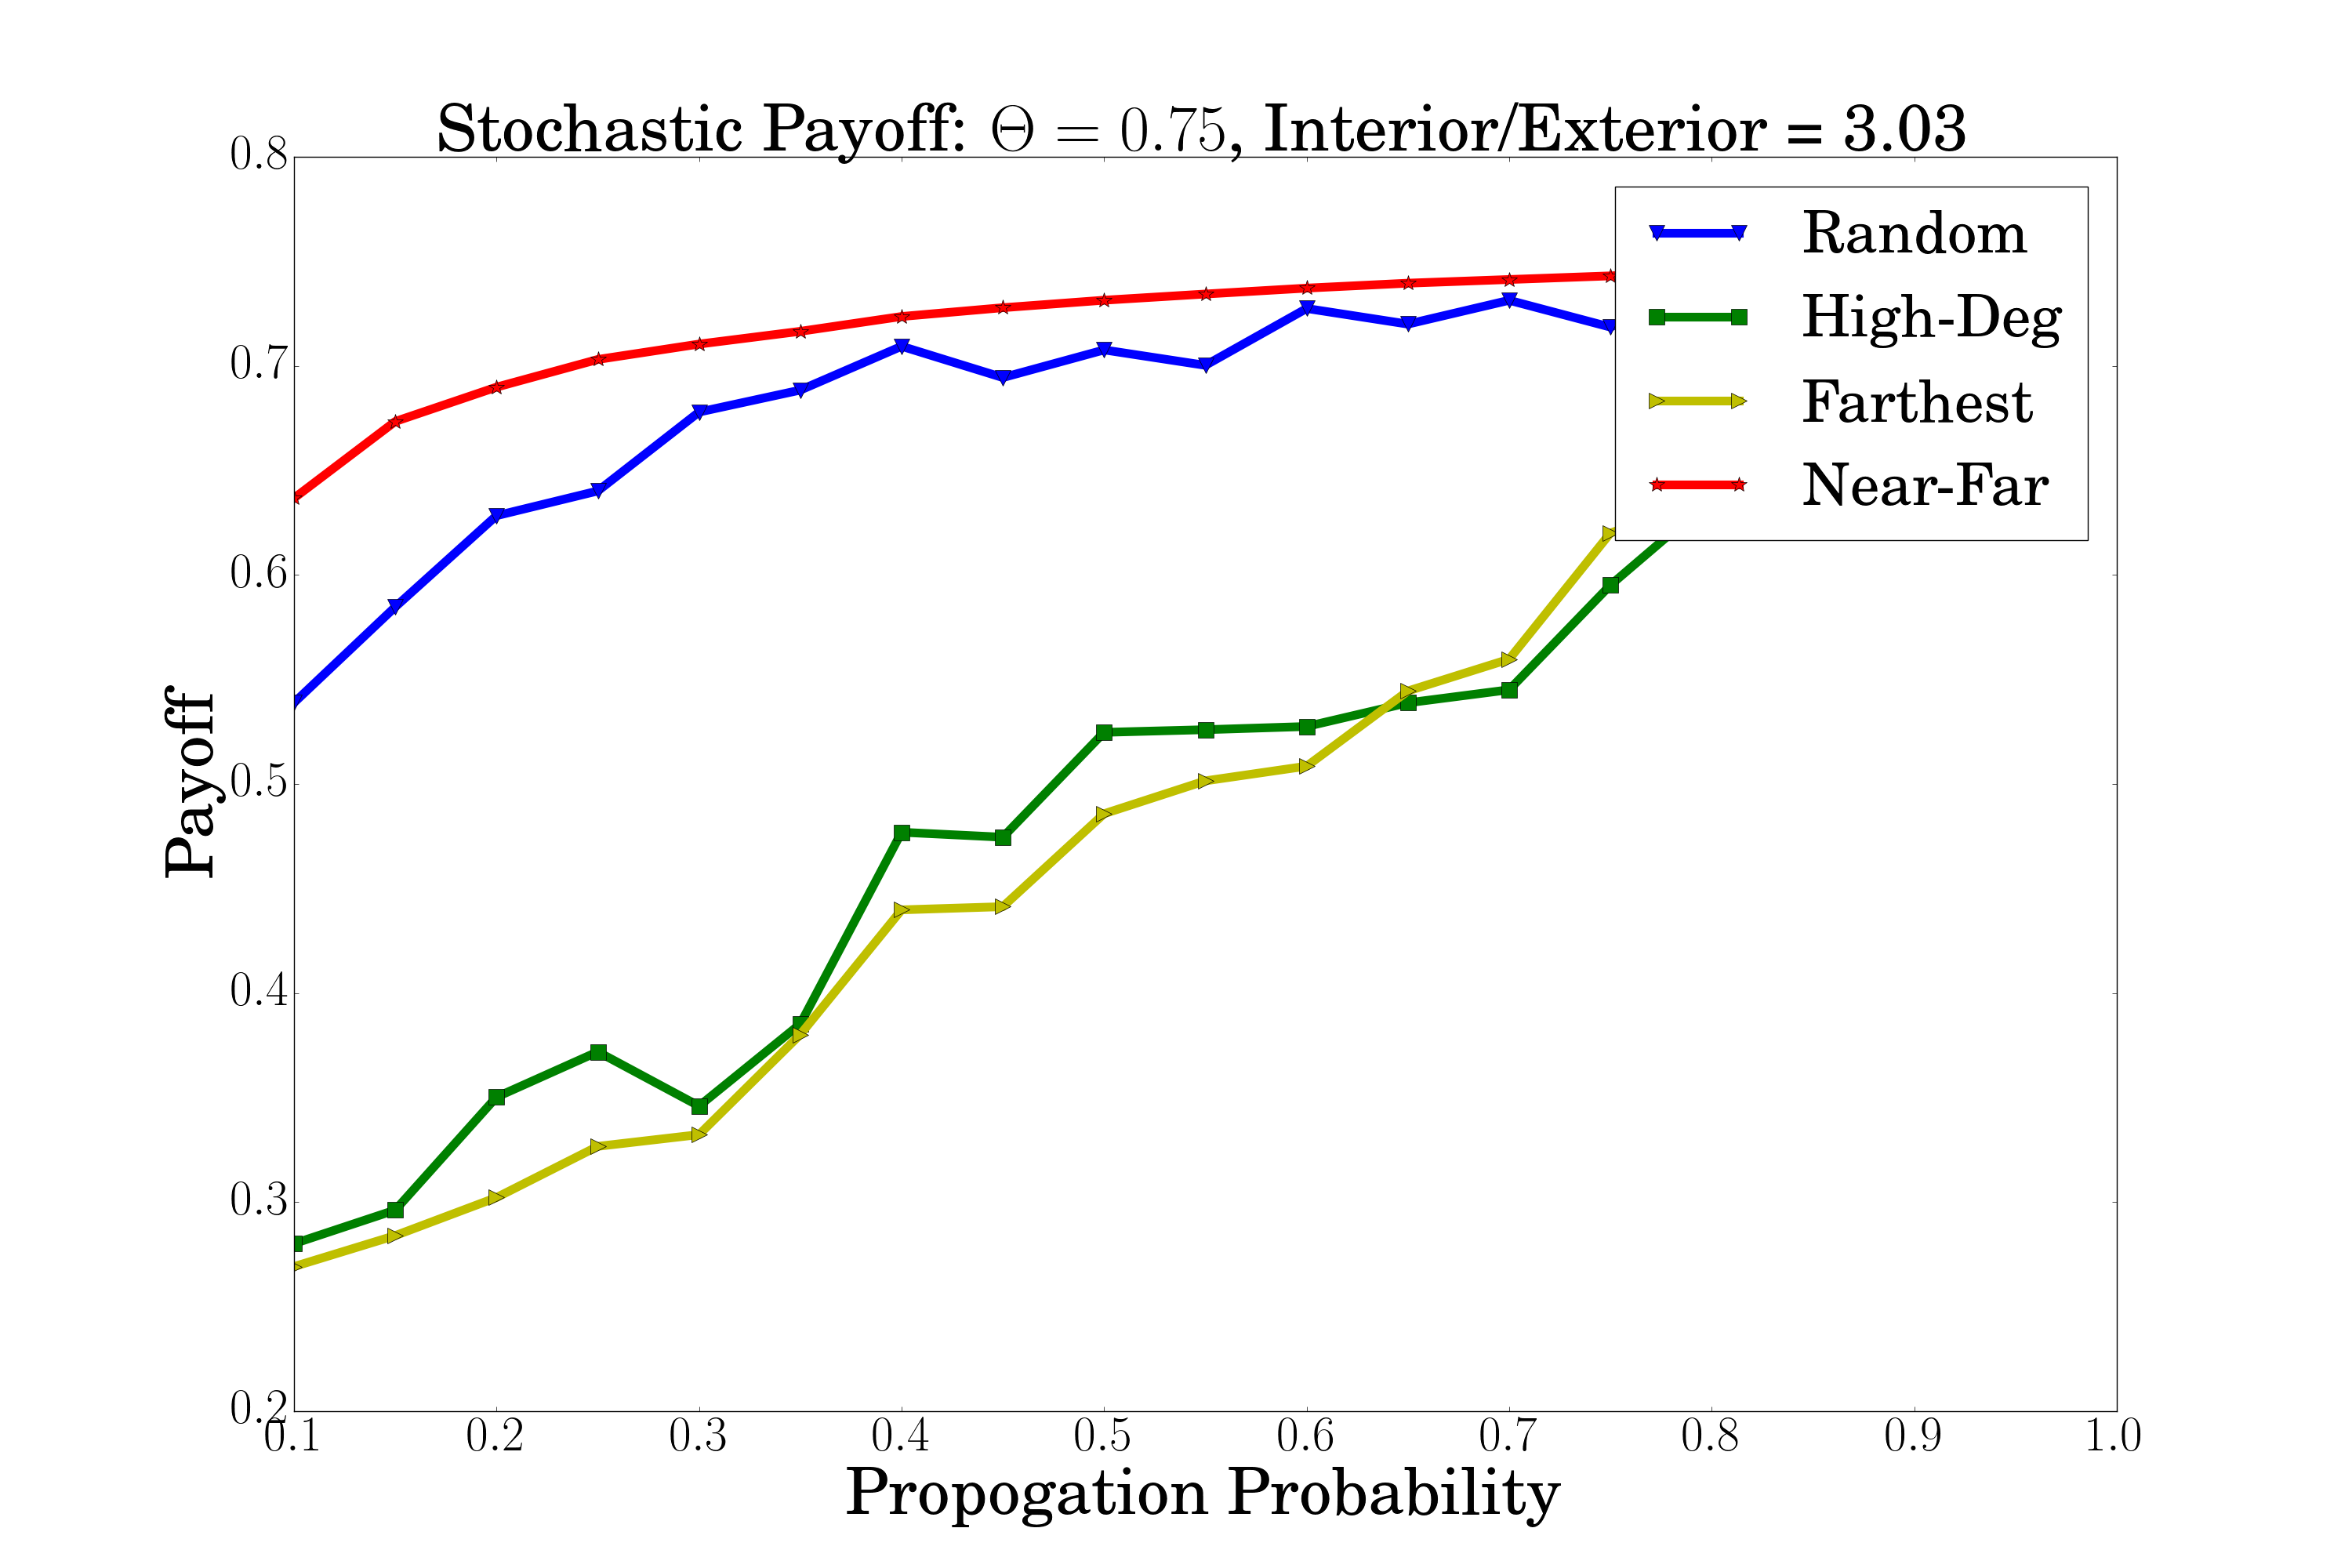 Stochastic Payoff: Θ = 0.75, Interior/Exterior = 3.03
0.8
0.7
0.6
0.5
0.4
0.3
0.2
Payoff
Random
High-Deg
Farthest
Near-Far
0.1 0.2 0.3 0.4 0.5 0.6 0.7 0.8 0.9 1.0
Propogation Probability